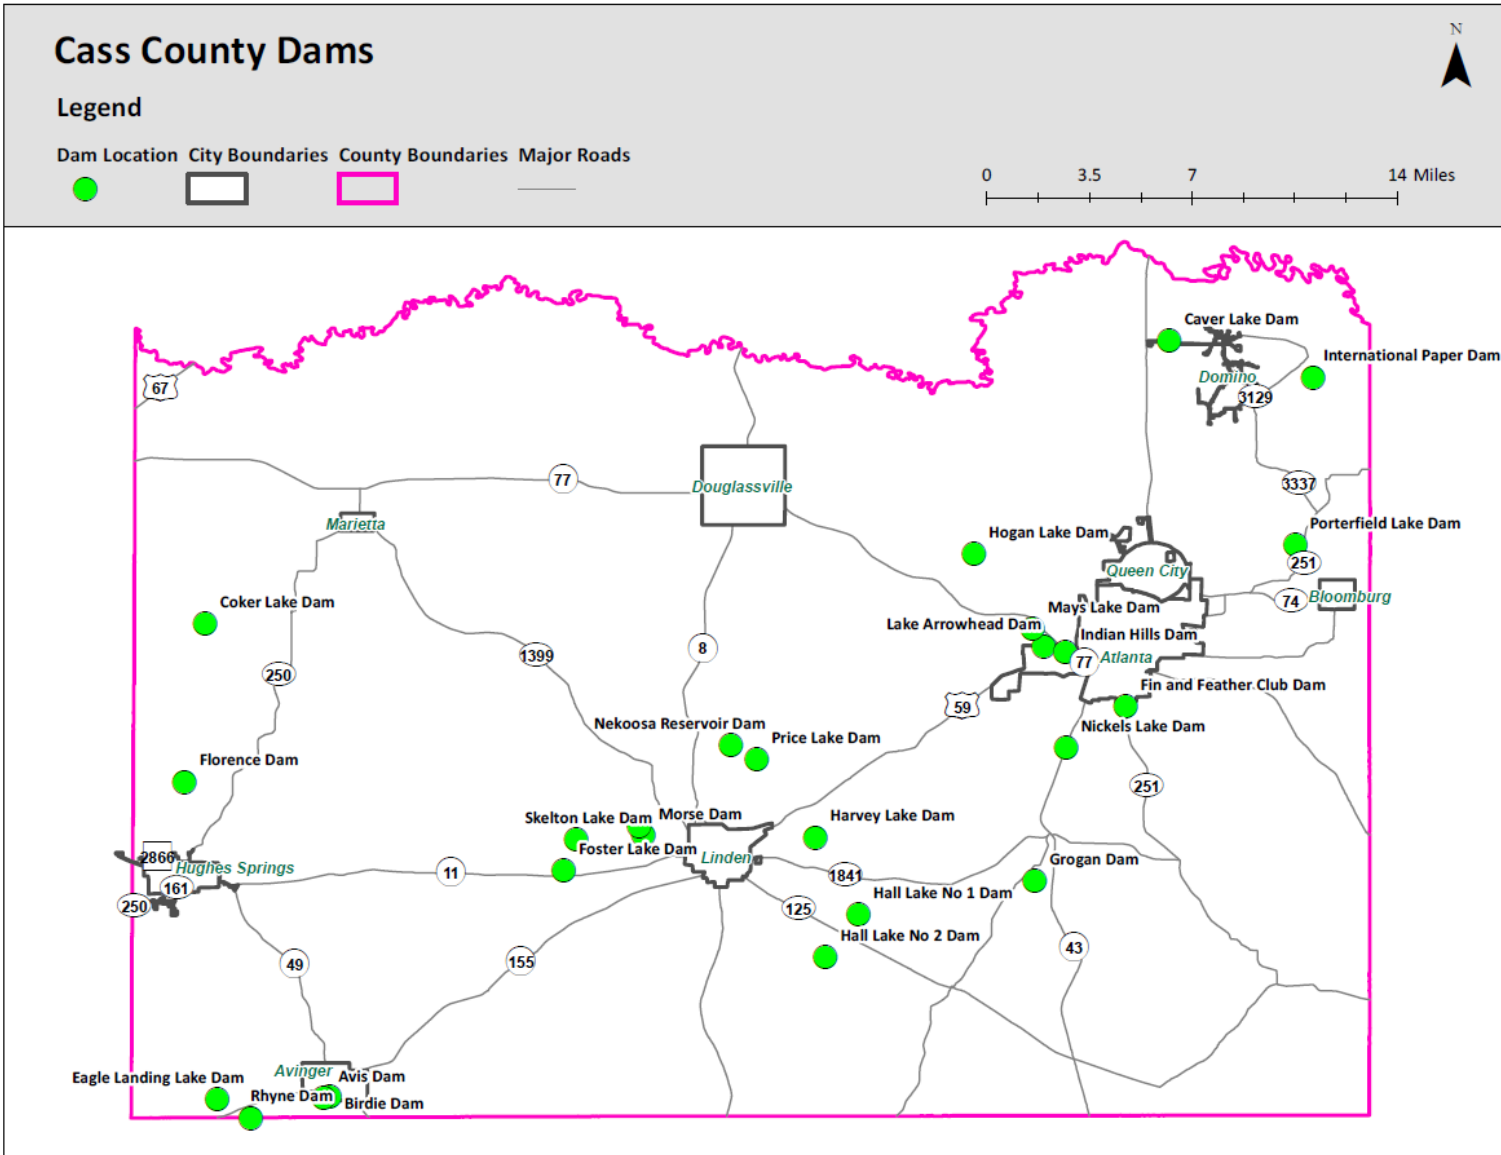 Cass County Dams
N
Legend
Dam Location City Boundaries County Boundaries Major Roads
0 3.5 7 14 Miles
Caver Lake Dam
International Paper Dam
67
Domino
3129
77
Douglassville
3337
Marietta
Porterfield Lake Dam
Hogan Lake Dam
251
Queen City
74
Bloomburg
Coker Lake Dam
Mays Lake Dam
Lake Arrowhead Dam
Indian Hills Dam
1399
8
77
Atlanta
250
Fin and Feather Club Dam
59
Nekoosa Reservoir Dam
Nickels Lake Dam
Price Lake Dam
Florence Dam
251
Skelton Lake Dam
Morse Dam
Harvey Lake Dam
Foster Lake Dam
2866
Linden
Grogan Dam
Hughes Springs
11
1841
161
Hall Lake No 1 Dam
250
125
Hall Lake No 2 Dam
43
49
155
Avinger
Eagle Landing Lake Dam
Avis Dam
Rhyne Dam
Birdie Dam